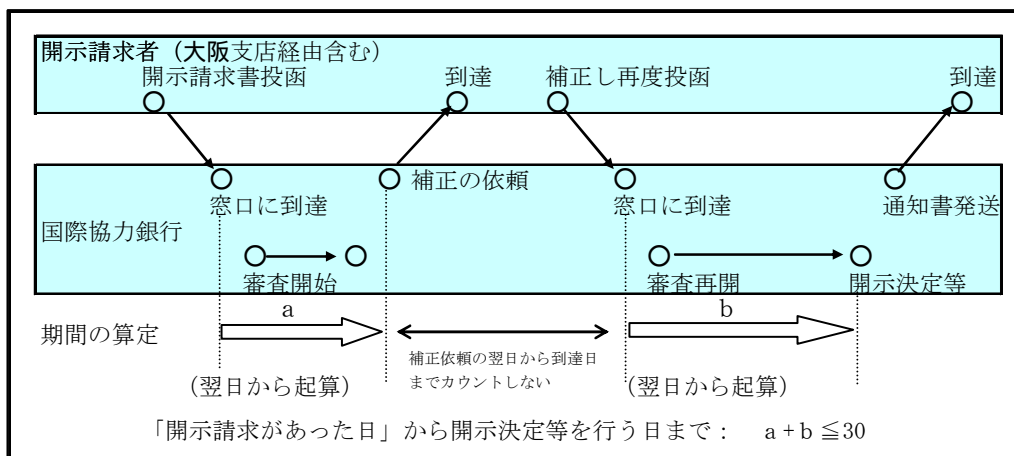 開示請求者（大阪支店経由含む）
開示請求書投函
到達
補正し再度投函
到達
窓口に到達
補正の依頼
窓口に到達
通知書発送
国際協力銀行
審査開始
審査再開
開示決定等
期間の算定
a
b
補正依頼の翌日から到達日
までカウントしない
（翌日から起算）
（翌日から起算）
「開示請求があった日」から開示決定等を行う日まで： a+b≦30